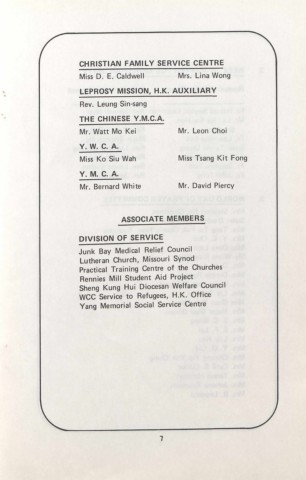 CHRISTIAN FAMILY SERVICE CENTRE
Miss D. E. Caldwell Mrs. Lina Wong
LEPROSY MISSION, H.K. AUXILIARY
Rev. Leung Sin-sang
THE CHINESE Y.M.C.A.
Mr. Watt Mo Kei Mr. Leon Choi
Y. W. C. A.
Miss Ko Siu Wah Miss Tsang Kit Fong
Y. M. C. A.
Mr. Bernard White Mr. David Piercy
ASSOCIATE MEMBERS
DIVISION OF SERVICE
Junk Bay Medical Relief Council
Lutheran Church, Missouri Synod
Practical Training Centre of the Churches
Rennies Mill Student Aid Project
Sheng Kung Hui Diocesan Welfare Council
WCC Service to Refugees, H.K. Office
Yang Memorial Social Service Centre
7